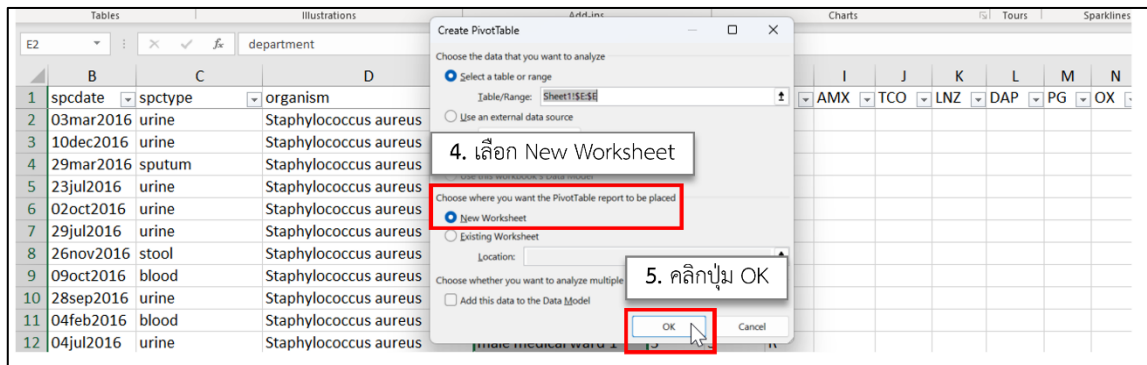 Tables Illustrations Add-ins Charts Tours Sparklines
Create PivotTable
E2 fx department
Choose the data that you want to analyze
Select a table or range
Table/Range: Sheet1!$E:$E
Use an external data source
B C D I J K L M N
1 spcdate spctype organism AMX TCO LNZ DAP PG OX
2 03mar2016 urine Staphylococcus aureus
3 10dec2016 urine Staphylococcus aureus
4. เลือก New Worksheet
4 29mar2016 sputum Staphylococcus aureus
Use this workbook's Data Model
5 23jul2016 urine Staphylococcus aureus
Choose where you want the PivotTable report to be placed
6 02oct2016 urine Staphylococcus aureus
New Worksheet
7 29jul2016 urine Staphylococcus aureus
Existing Worksheet
8 26nov2016 stool Staphylococcus aureus
Location:
9 09oct2016 blood Staphylococcus aureus
Choose whether you want to analyze multiple
5. คลิกปุ่ม OK
10 28sep2016 urine Staphylococcus aureus
Add this data to the Data Model
11 04feb2016 blood Staphylococcus aureus
OK Cancel
12 04jul2016 urine Staphylococcus aureus male medical ward 1